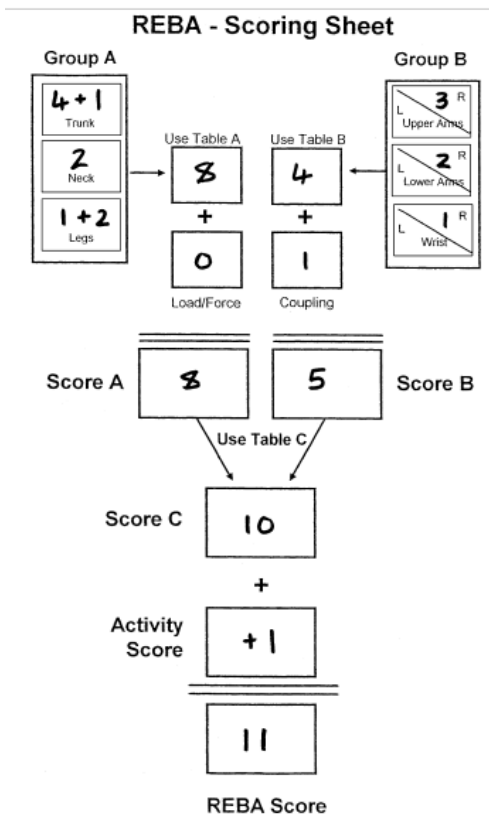 REBA - Scoring Sheet
Group A
Group B
4 + 1
Trunk
2
Neck
1 + 2
Legs
Use Table A
8
+
0
Load/Force
Use Table B
4
+
1
Coupling
L 3 R
Upper Arms
L 2 R
Lower Arms
L 1 R
Wrist
Score A 8
5 Score B
Use Table C
Score C 10
+
Activity
Score +1
11
REBA Score